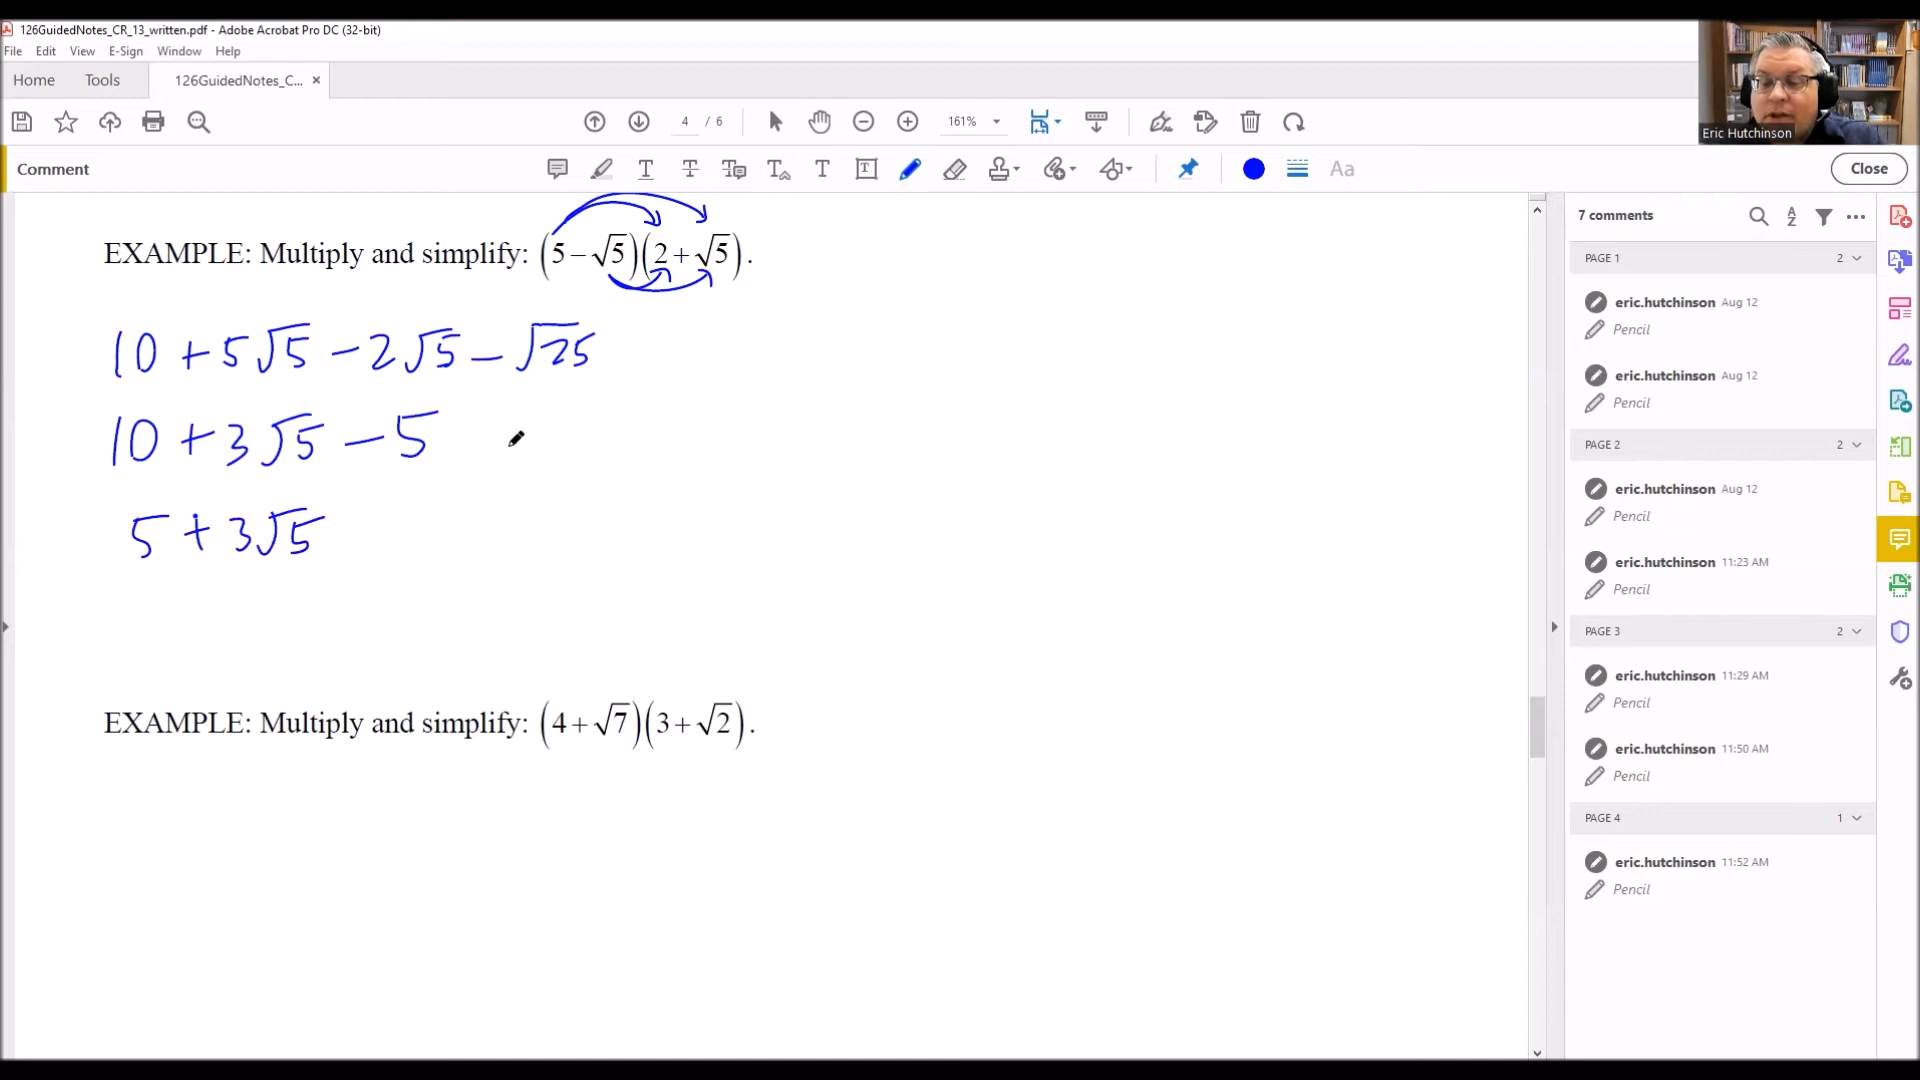 126GuidedNotes_CR_13_written.pdf - Adobe Acrobat Pro DC (32-bit)
File Edit View E-Sign Window Help
Home Tools 126GuidedNotes_C... ×
4 / 6 161%
Eric Hutchinson
Comment Aa Close
EXAMPLE: Multiply and simplify: (5 − √5)(2 + √5).
10 + 5√5 − 2√5 − √25
10 + 3√5 − 5
5 + 3√5
EXAMPLE: Multiply and simplify: (4 + √7)(3 + √2).
7 comments
PAGE 1 2
eric.hutchinson Aug 12
Pencil
eric.hutchinson Aug 12
Pencil
PAGE 2 2
eric.hutchinson Aug 12
Pencil
eric.hutchinson 11:23 AM
Pencil
PAGE 3 2
eric.hutchinson 11:29 AM
Pencil
eric.hutchinson 11:50 AM
Pencil
PAGE 4 1
eric.hutchinson 11:52 AM
Pencil